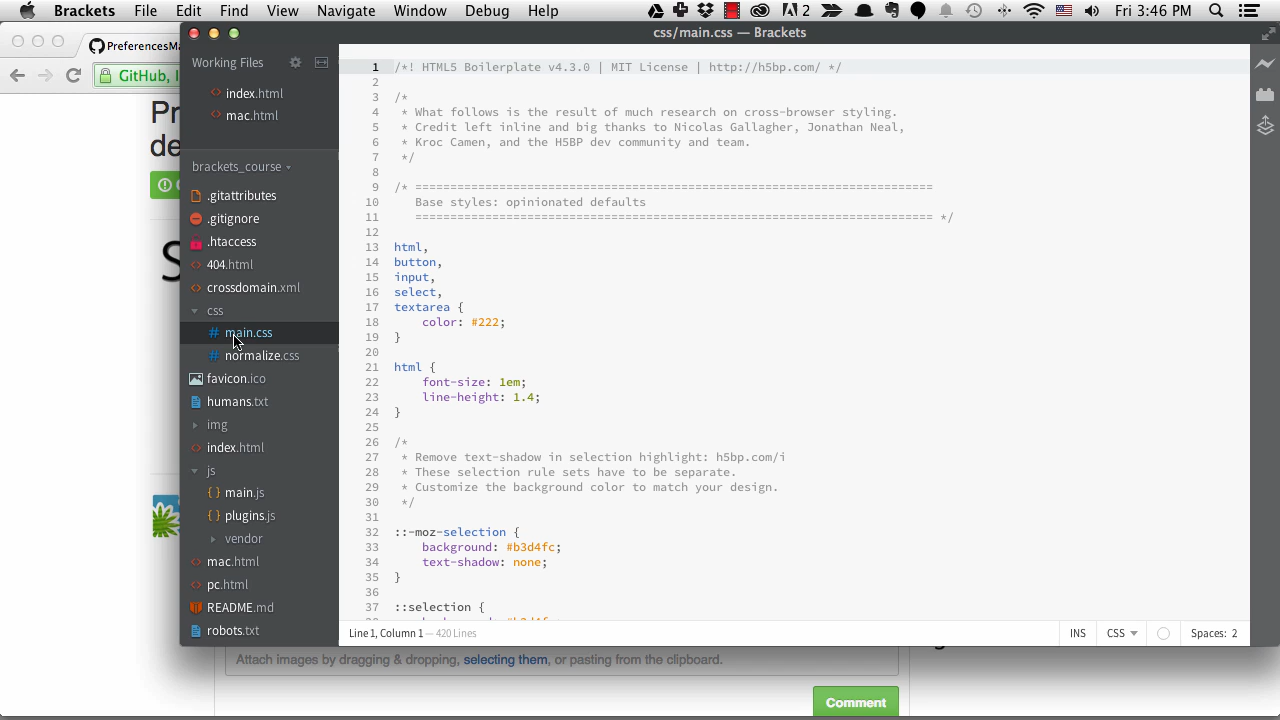 Brackets File Edit Find View Navigate Window Debug Help
2 Fri 3:46 PM
PreferencesMa
GitHub, I
Pr
de
css/main.css — Brackets
Working Files
index.html
mac.html
brackets_course
.gitattributes
.gitignore
.htaccess
404.html
crossdomain.xml
css
main.css
normalize.css
favicon.ico
humans.txt
img
index.html
js
main.js
plugins.js
vendor
mac.html
pc.html
README.md
robots.txt
1 /*! HTML5 Boilerplate v4.3.0 | MIT License | http://h5bp.com/ */
2
3 /*
4 * What follows is the result of much research on cross-browser styling.
5 * Credit left inline and big thanks to Nicolas Gallagher, Jonathan Neal,
6 * Kroc Camen, and the H5BP dev community and team.
7 */
8
9 /* ==========================================================================
10 Base styles: opinionated defaults
11 ========================================================================== */
12
13 html,
14 button,
15 input,
16 select,
17 textarea {
18 color: #222;
19 }
20
21 html {
22 font-size: 1em;
23 line-height: 1.4;
24 }
25
26 /*
27 * Remove text-shadow in selection highlight: h5bp.com/i
28 * These selection rule sets have to be separate.
29 * Customize the background color to match your design.
30 */
31
32 ::-moz-selection {
33 background: #b3d4fc;
34 text-shadow: none;
35 }
36
37 ::selection {
Line 1, Column 1 — 420 Lines
INS CSS Spaces: 2
Attach images by dragging & dropping, selecting them, or pasting from the clipboard.
Comment